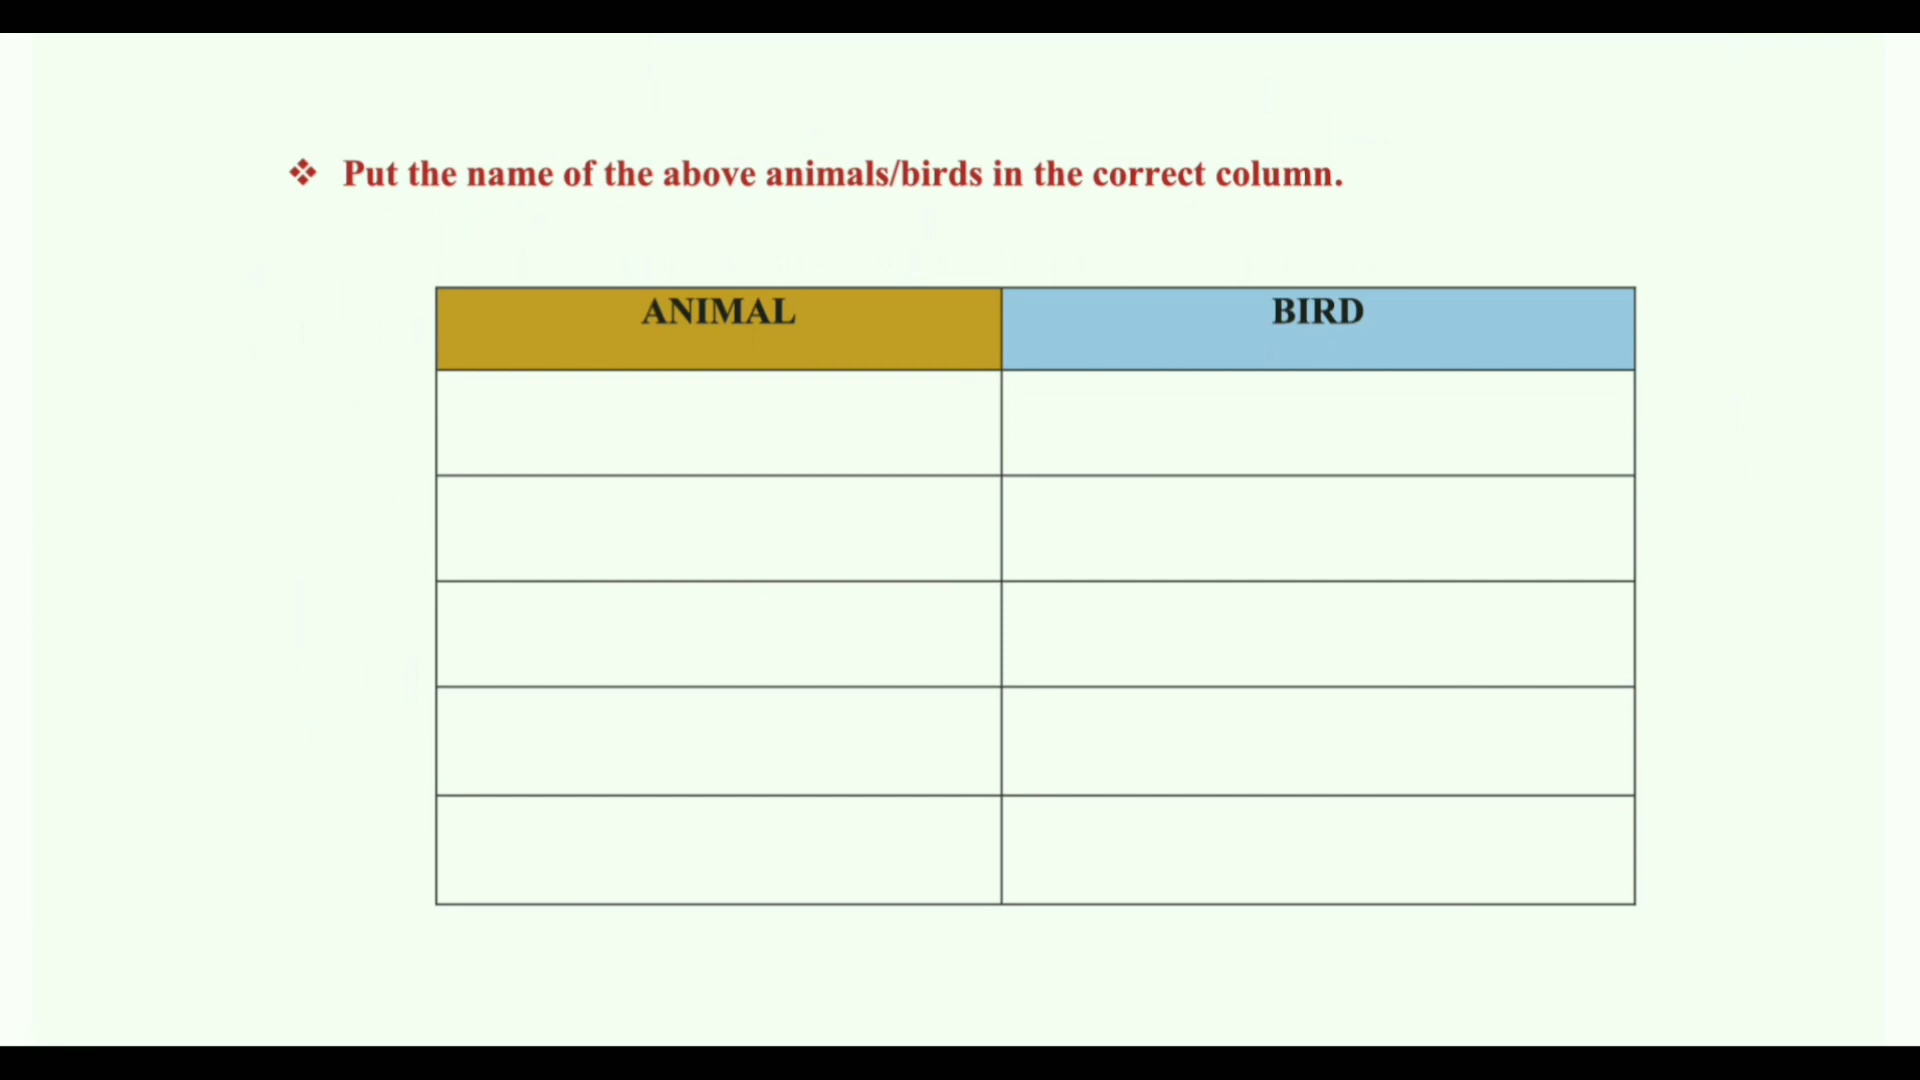 ❖ Put the name of the above animals/birds in the correct column.
ANIMAL BIRD